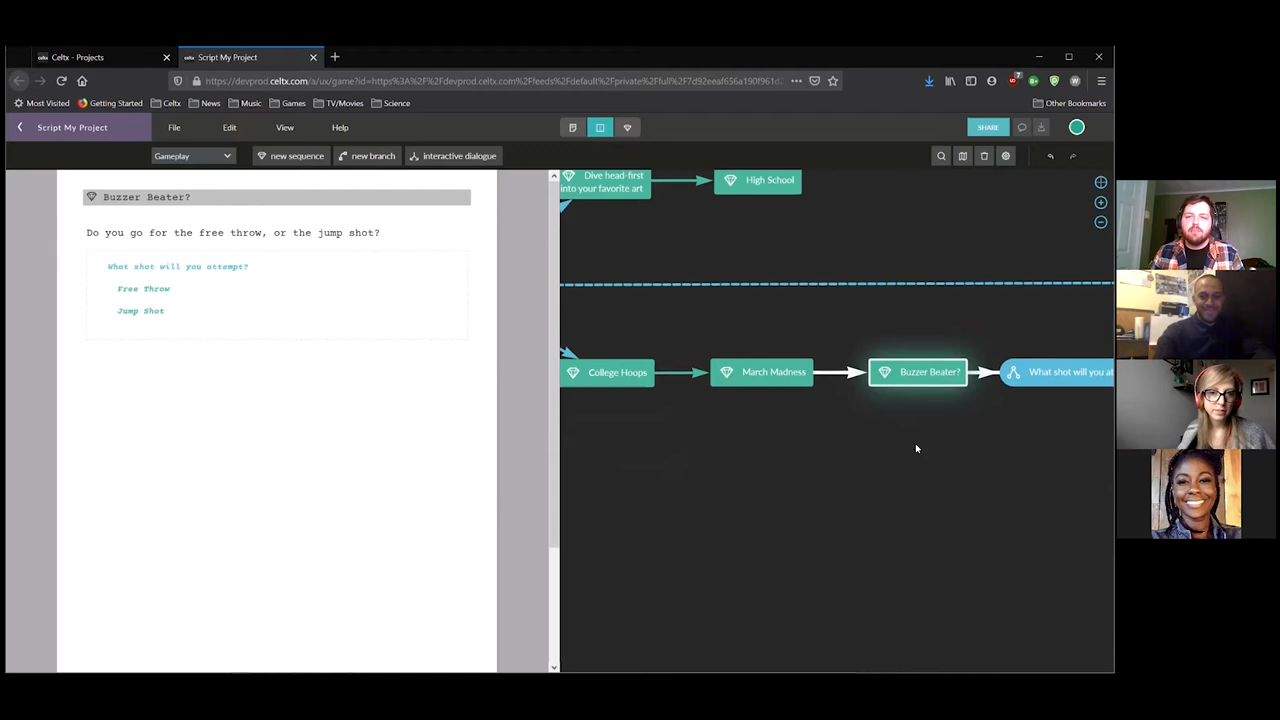 Celtx - Projects
Script My Project
https://devprod.celtx.com/a/ux/game?id=https%3A%2F%2Fdevprod.celtx.com%2Ffeeds%2Fdefault%2Fprivate%2Ffull%2F7d92eeaf656a190f961d
Most Visited
Getting Started
Celtx
News
Music
Games
TV/Movies
Science
Other Bookmarks
Script My Project
File
Edit
View
Help
SHARE
Gameplay
new sequence
new branch
interactive dialogue
Buzzer Beater?
Do you go for the free throw, or the jump shot?
What shot will you attempt?
Free Throw
Jump Shot
Dive head-first
into your favorite art
High School
College Hoops
March Madness
Buzzer Beater?
What shot will you at